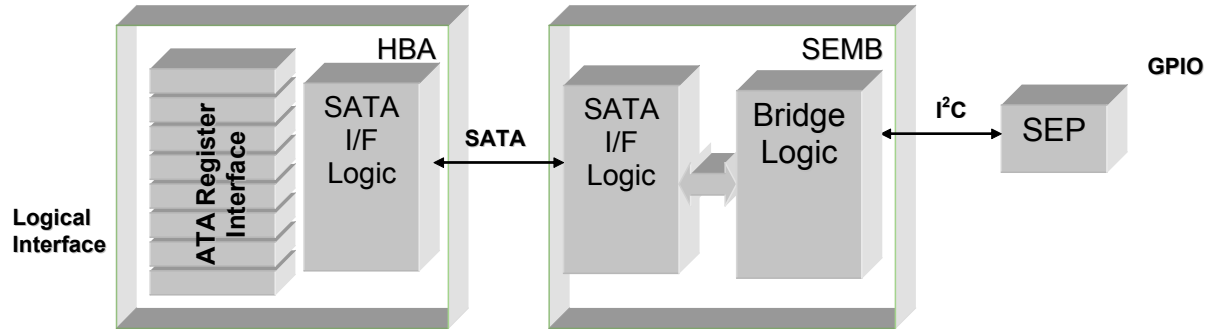 HBA
SEMB
GPIO
ATA Register
Interface
SATA
I/F
Logic
SATA
SATA
I/F
Logic
Bridge
Logic
I²C
SEP
Logical
Interface